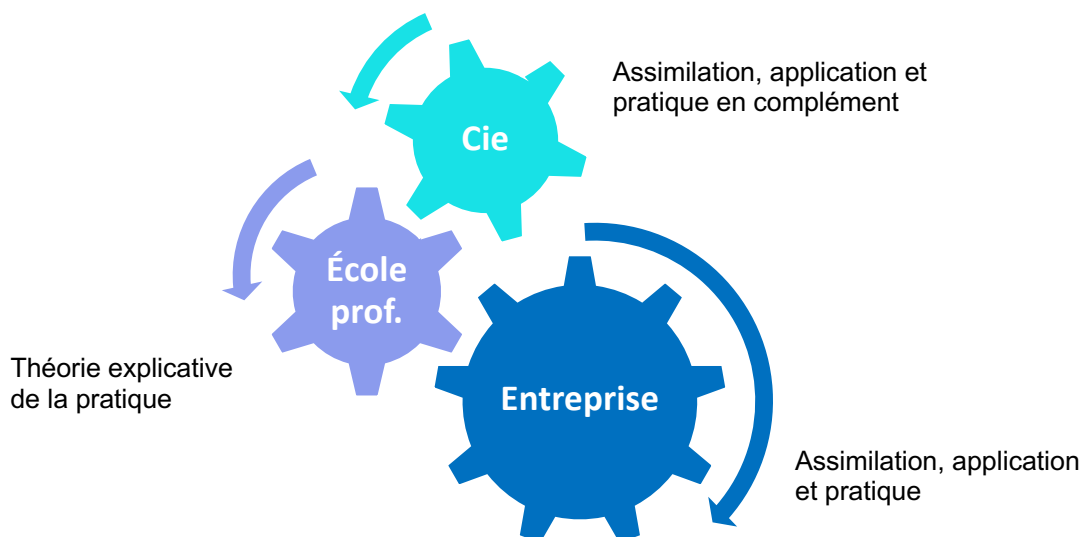 Assimilation, application et
pratique en complément
Cie
École
prof.
Théorie explicative
de la pratique
Entreprise
Assimilation, application
et pratique